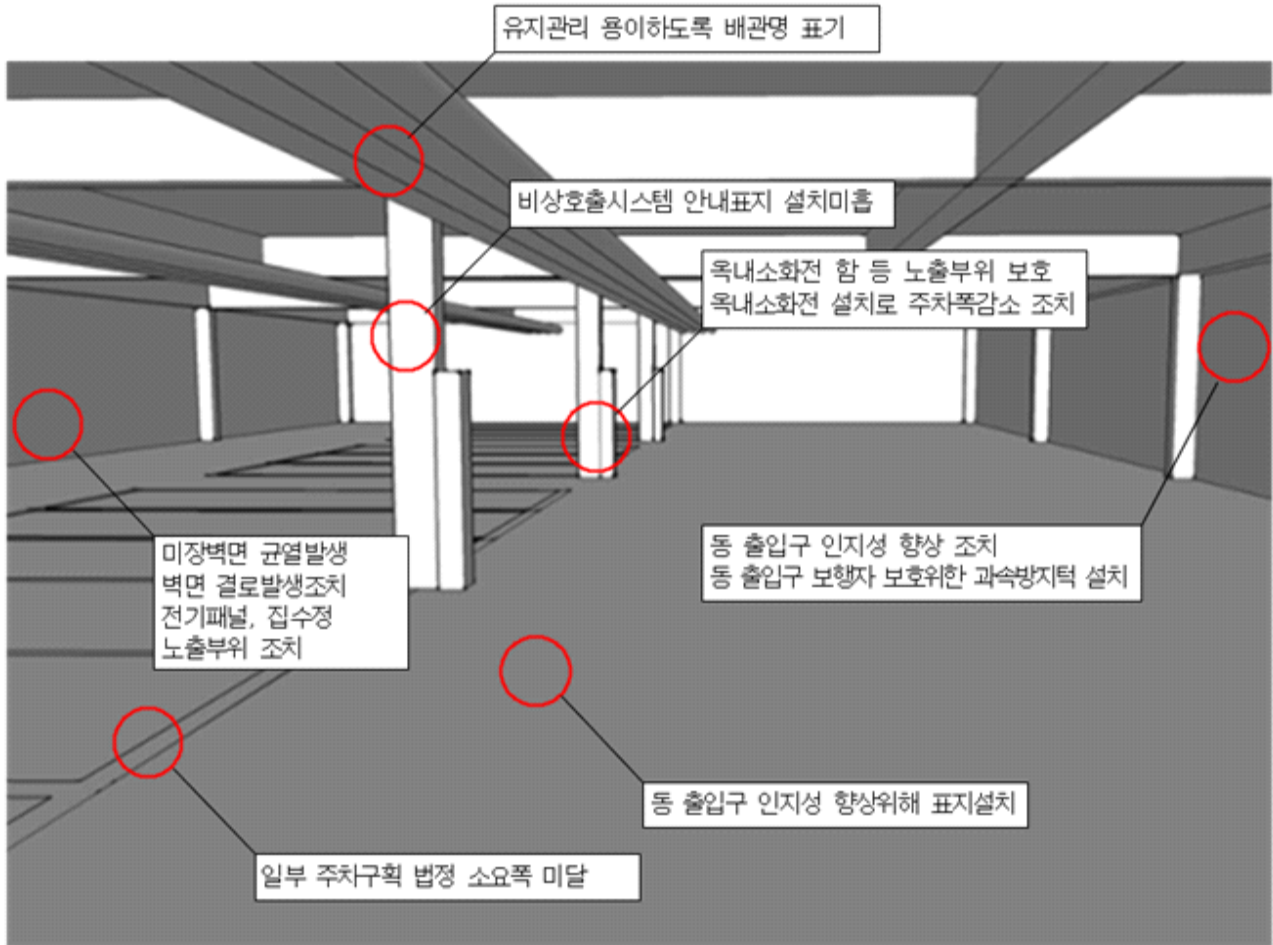 유지관리 용이하도록 배관명 표기
비상호출시스템 안내표지 설치미흡
옥내소화전 함 등 노출부위 보호
옥내소화전 설치로 주차폭감소 조치
미장벽면 균열발생
벽면 결로발생조치
전기패널, 집수정
노출부위 조치
동 출입구 인지성 향상 조치
동 출입구 보행자 보호위한 과속방지턱 설치
동 출입구 인지성 향상위해 표지설치
일부 주차구획 법정 소요폭 미달